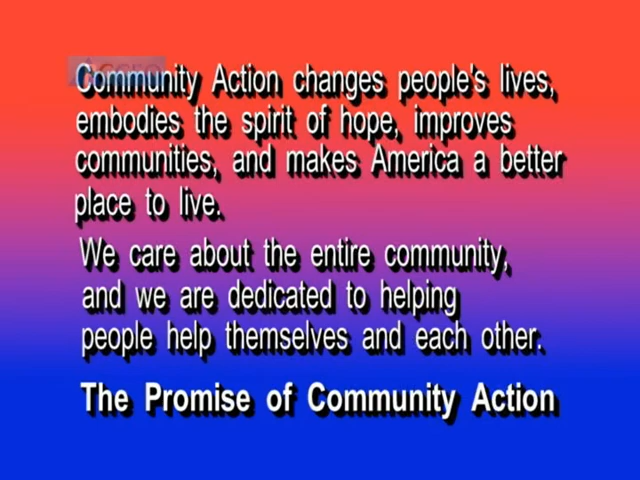 Community Action changes people's lives,
embodies the spirit of hope, improves
communities, and makes America a better
place to live.
We care about the entire community,
and we are dedicated to helping
people help themselves and each other.
The Promise of Community Action